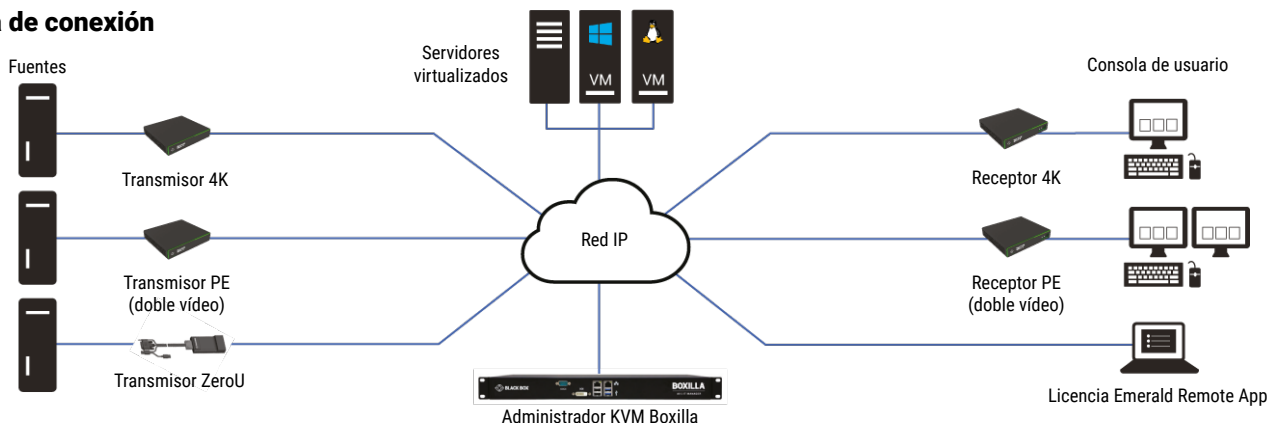 a de conexión
Fuentes
Servidores
virtualizados
Consola de usuario
VM
VM
Transmisor 4K
Receptor 4K
Red IP
Transmisor PE
(doble vídeo)
Receptor PE
(doble vídeo)
Transmisor ZeroU
BLACK BOX
BOXILLA
Licencia Emerald Remote App
Administrador KVM Boxilla